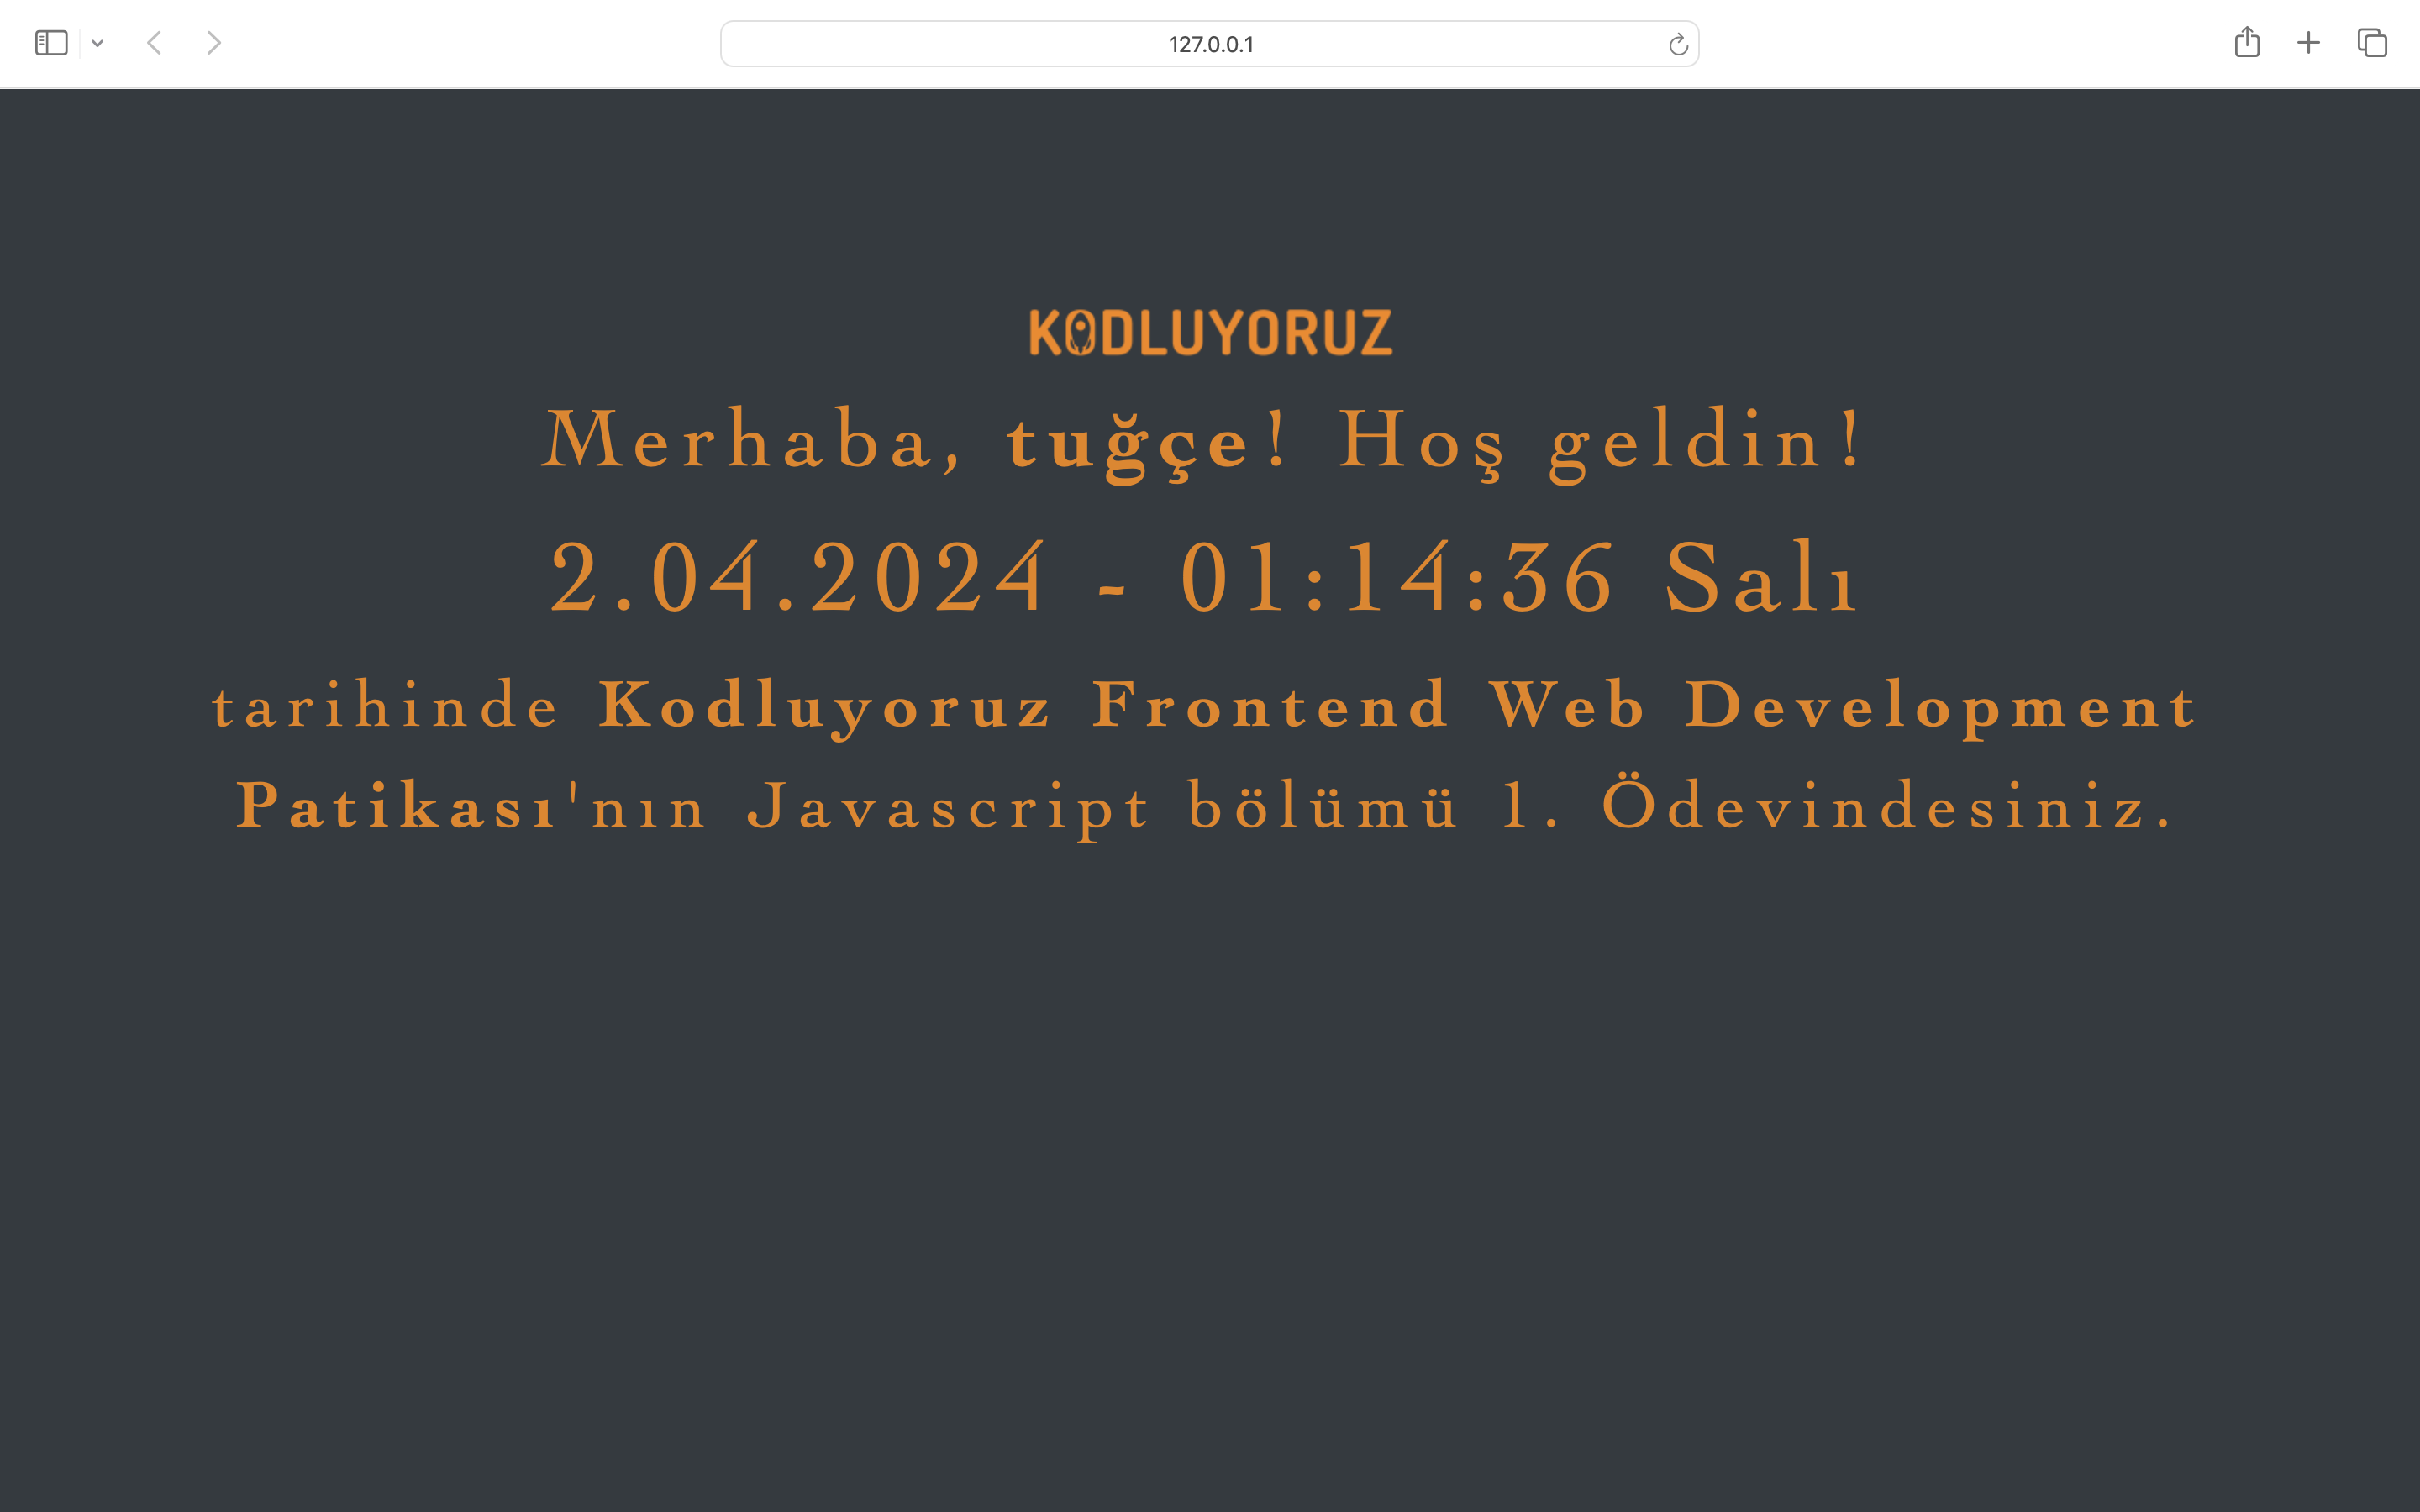 127.0.0.1
KODLUYORUZ
Merhaba, tuğçe! Hoş geldin!
2.04.2024 - 01:14:36 Salı
tarihinde Kodluyoruz Frontend Web Development
Patikası'nın Javascript bölümü 1. Ödevindesiniz.